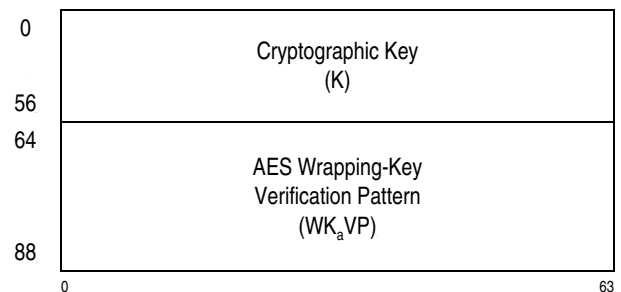 0
Cryptographic Key
(K)
56
64
AES Wrapping-Key
Verification Pattern
(WKaVP)
88
0 63